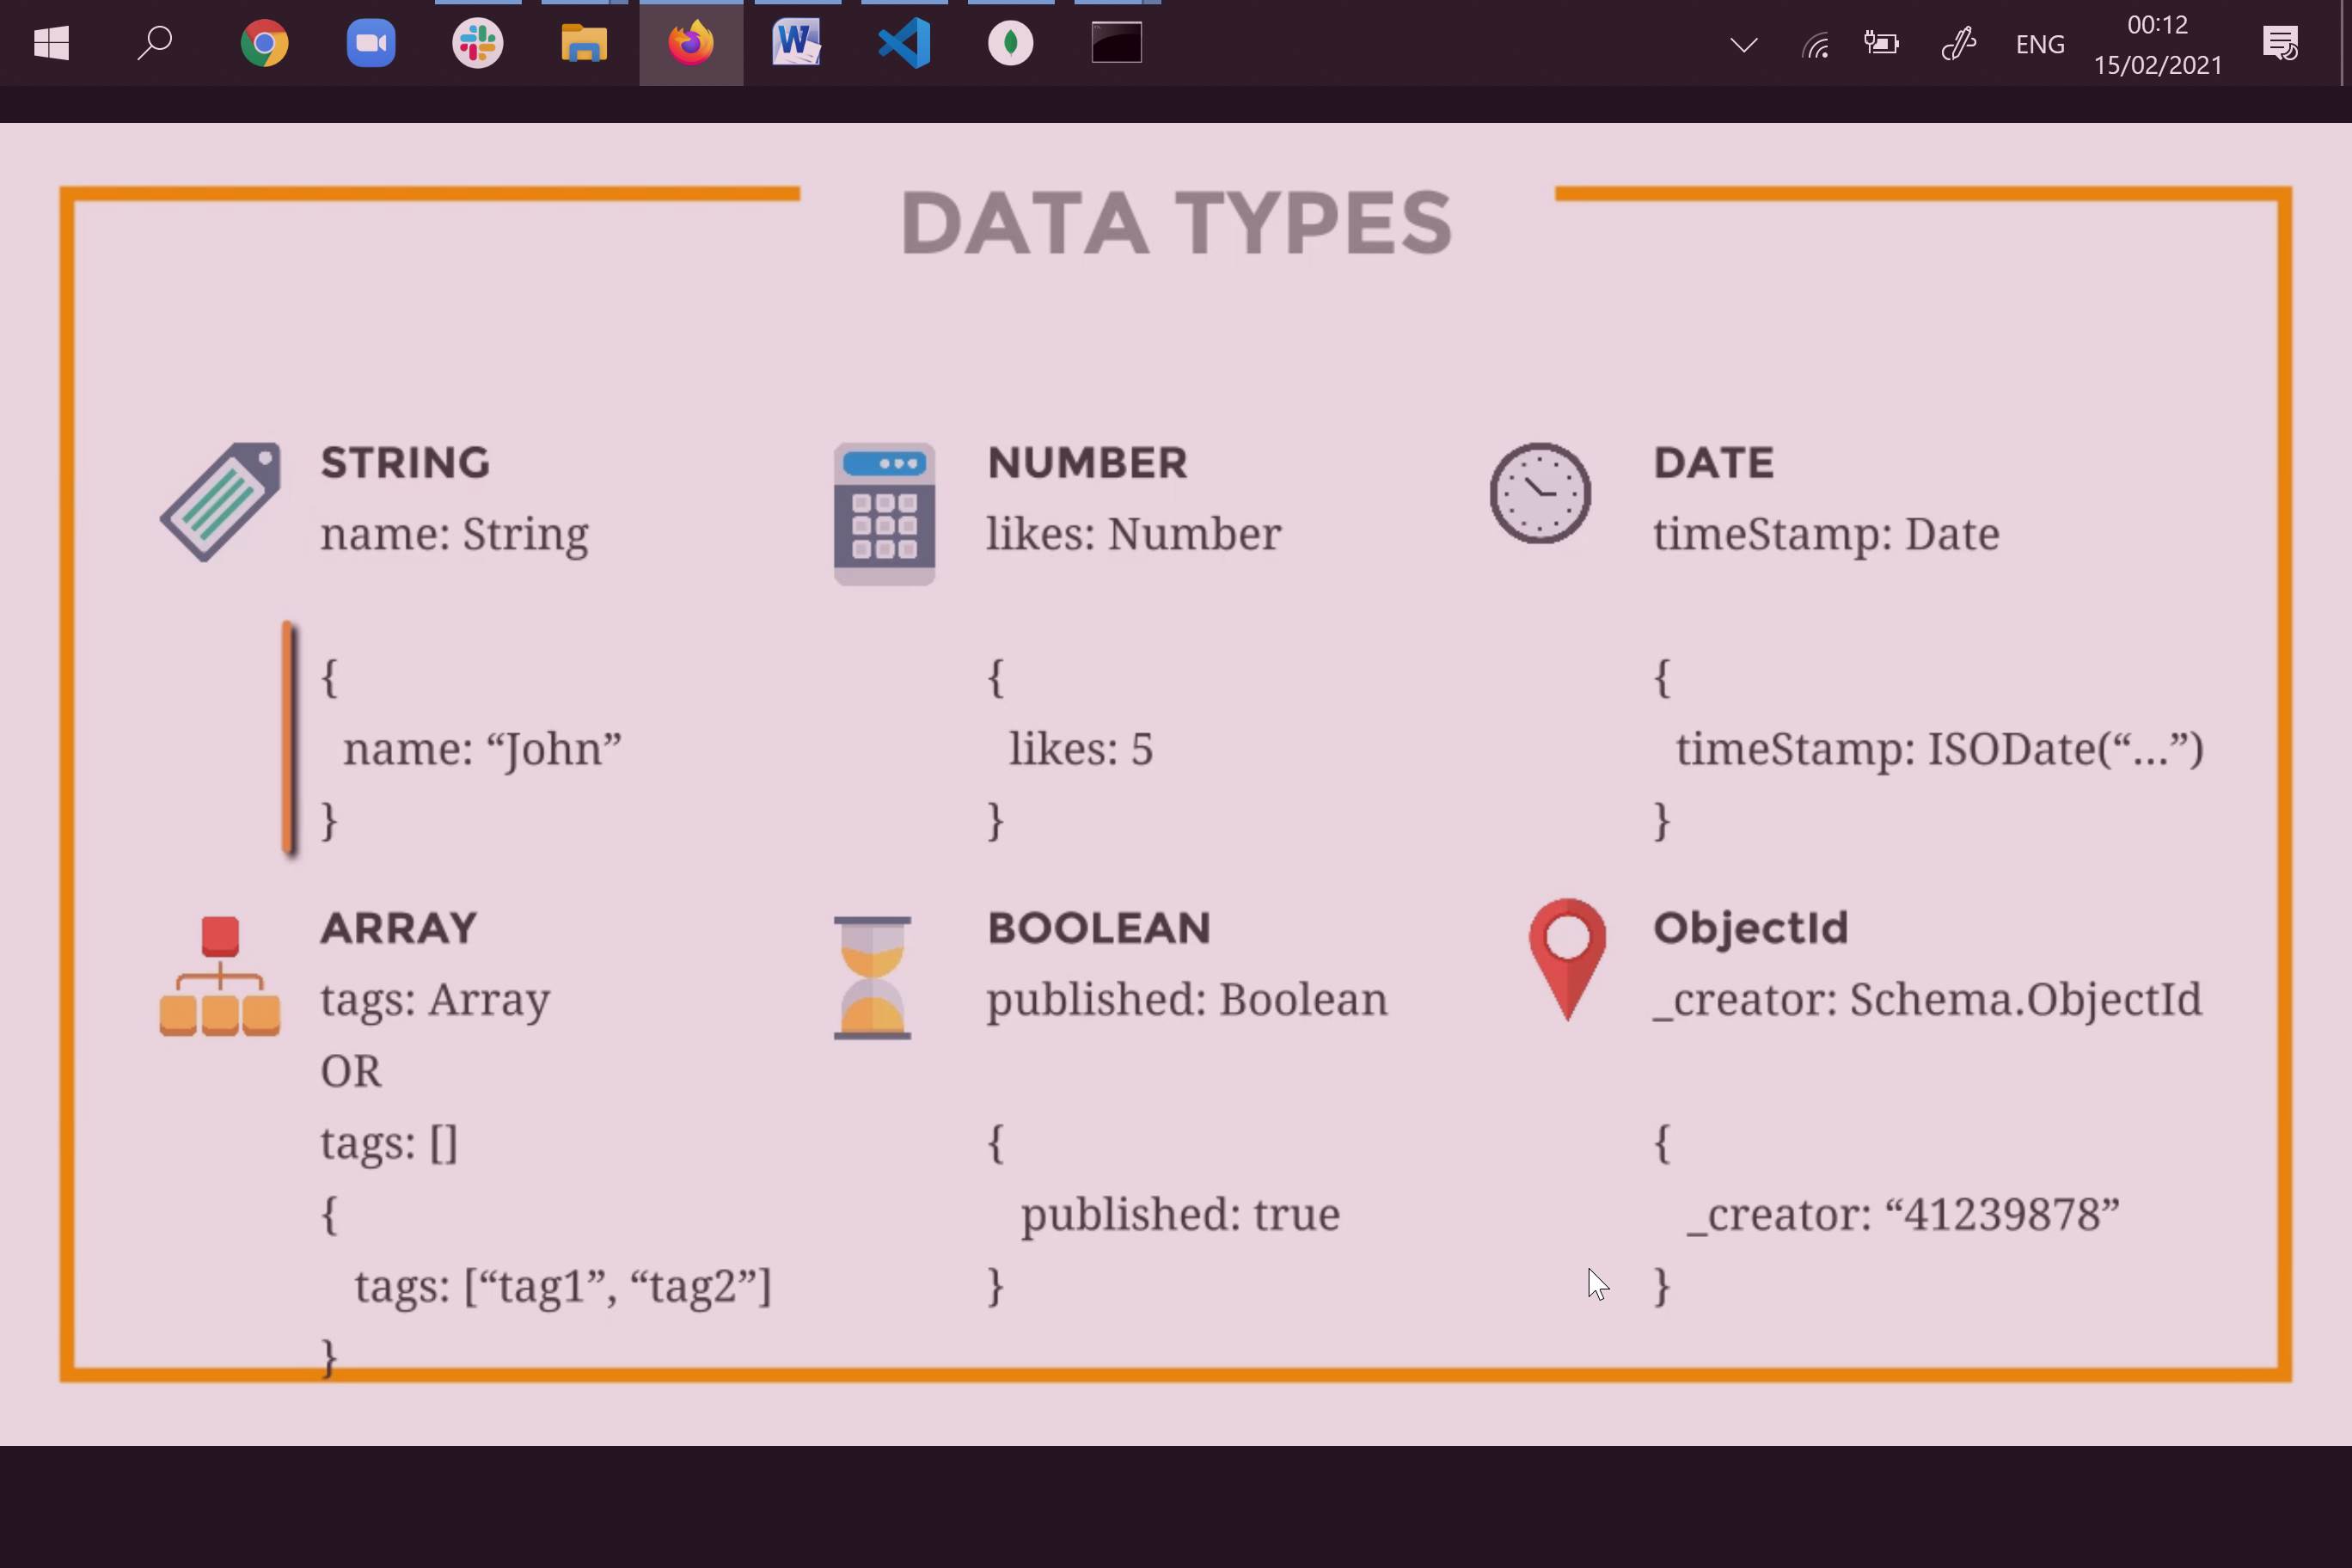 ENG
00:12
15/02/2021
DATA TYPES
STRING
name: String
{
name: “John”
}
NUMBER
likes: Number
{
likes: 5
}
DATE
timeStamp: Date
{
timeStamp: ISODate(“...”)
}
ARRAY
tags: Array
OR
tags: []
{
tags: [“tag1”, “tag2”]
}
BOOLEAN
published: Boolean
{
published: true
}
ObjectId
_creator: Schema.ObjectId
{
_creator: “41239878”
}